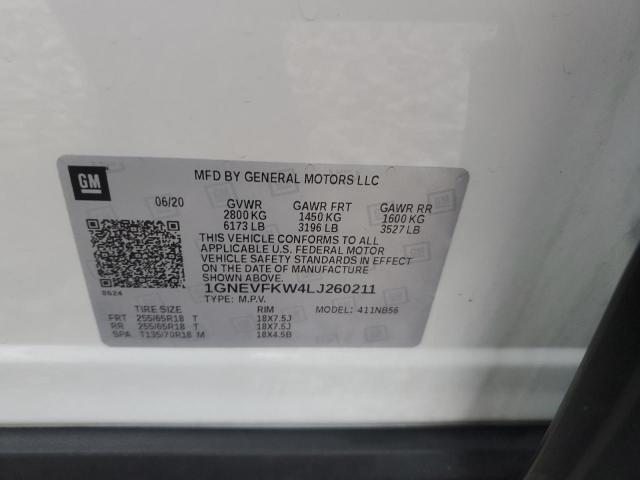 GM
MFD BY GENERAL MOTORS LLC
06/20 GVWR GAWR FRT GAWR RR
2800 KG 1450 KG 1600 KG
6173 LB 3196 LB 3527 LB
THIS VEHICLE CONFORMS TO ALL
APPLICABLE U.S. FEDERAL MOTOR
VEHICLE SAFETY STANDARDS IN EFFECT
ON THE DATE OF MANUFACTURE
SHOWN ABOVE.
8624
1GNEVFKW4LJ260211
TYPE: M.P.V.
TIRE SIZE RIM MODEL: 411NB56
FRT 255/65R18 T 18X7.5J
RR 255/65R18 T 18X7.5J
SPA T135/70R18 M 18X4.5B